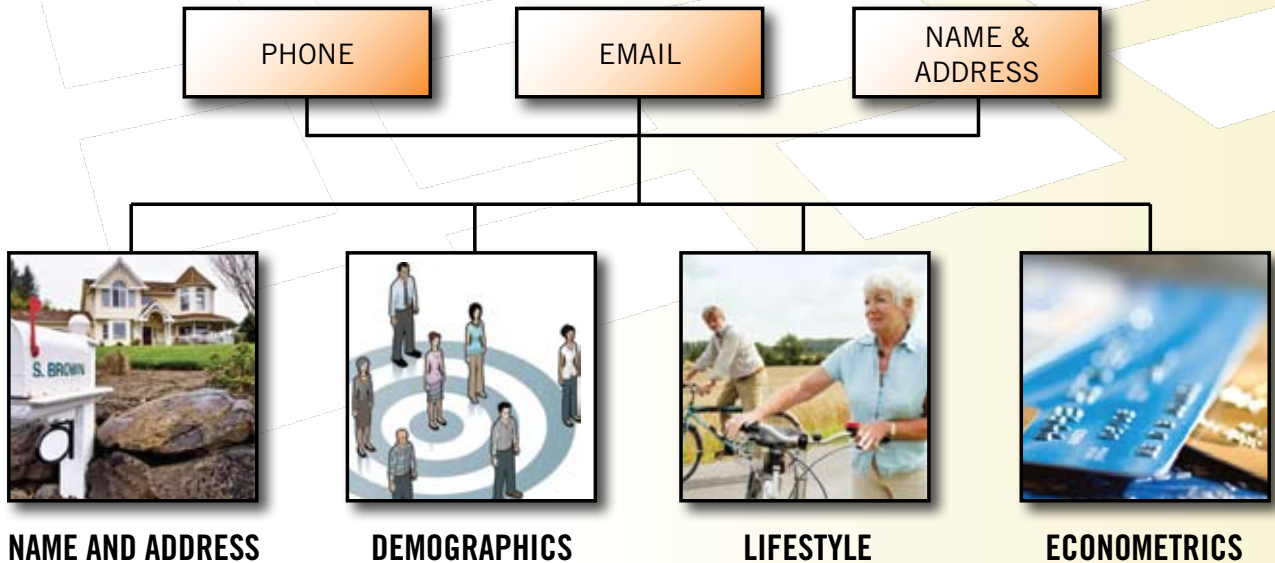 PHONE
EMAIL
NAME &
ADDRESS
S. BROWN
NAME AND ADDRESS
DEMOGRAPHICS
LIFESTYLE
ECONOMETRICS